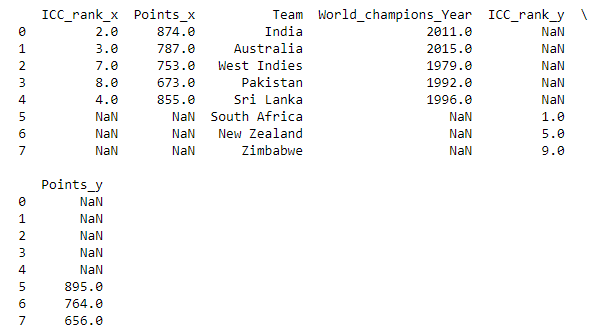 ICC_rank_x Points_x Team World_champions_Year ICC_rank_y \
0 2.0 874.0 India 2011.0 NaN
1 3.0 787.0 Australia 2015.0 NaN
2 7.0 753.0 West Indies 1979.0 NaN
3 8.0 673.0 Pakistan 1992.0 NaN
4 4.0 855.0 Sri Lanka 1996.0 NaN
5 NaN NaN South Africa NaN 1.0
6 NaN NaN New Zealand NaN 5.0
7 NaN NaN Zimbabwe NaN 9.0
Points_y
0 NaN
1 NaN
2 NaN
3 NaN
4 NaN
5 895.0
6 764.0
7 656.0